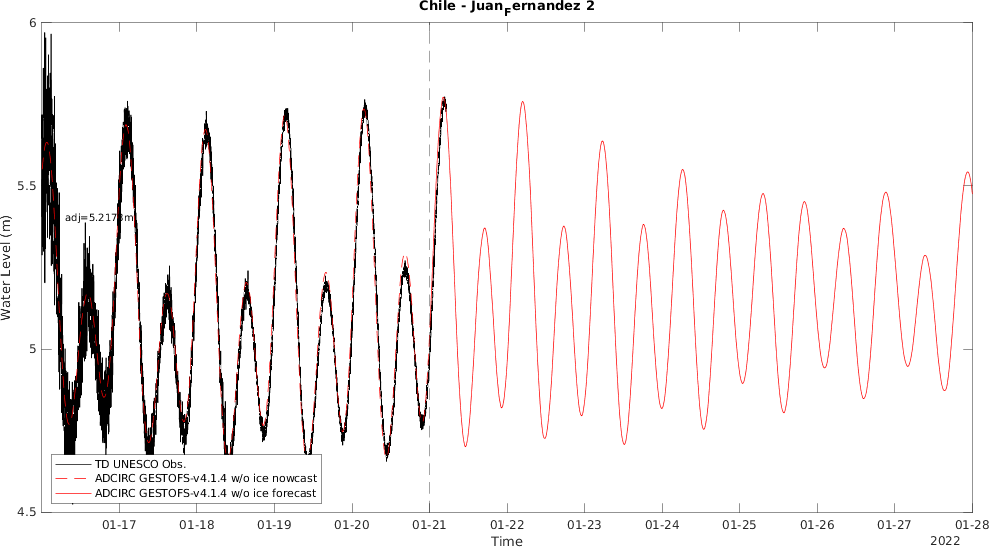 Chile - JuanFernandez 2
6
5.5
5
4.5
Water Level (m)
adj=5.2173m
TD UNESCO Obs.
ADCIRC GESTOFS-v4.1.4 w/o ice nowcast
ADCIRC GESTOFS-v4.1.4 w/o ice forecast
01-17 01-18 01-19 01-20 01-21 01-22 01-23 01-24 01-25 01-26 01-27 01-28
Time
2022